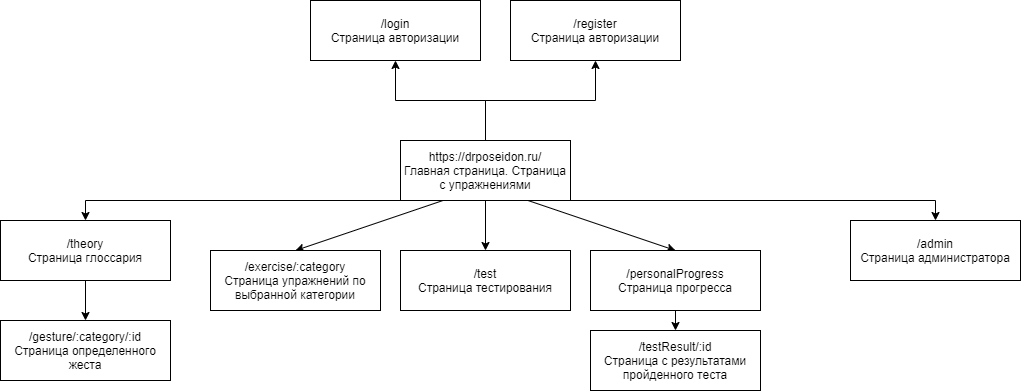 /login
Страница авторизации
/register
Страница авторизации
https://drposeidon.ru/
Главная страница. Страница
с упражнениями
/theory
Страница глоссария
/exercise/:category
Страница упражнений по
выбранной категории
/test
Страница тестирования
/personalProgress
Страница прогресса
/admin
Страница администратора
/gesture/:category/:id
Страница определенного
жеста
/testResult/:id
Страница с результатами
пройденного теста